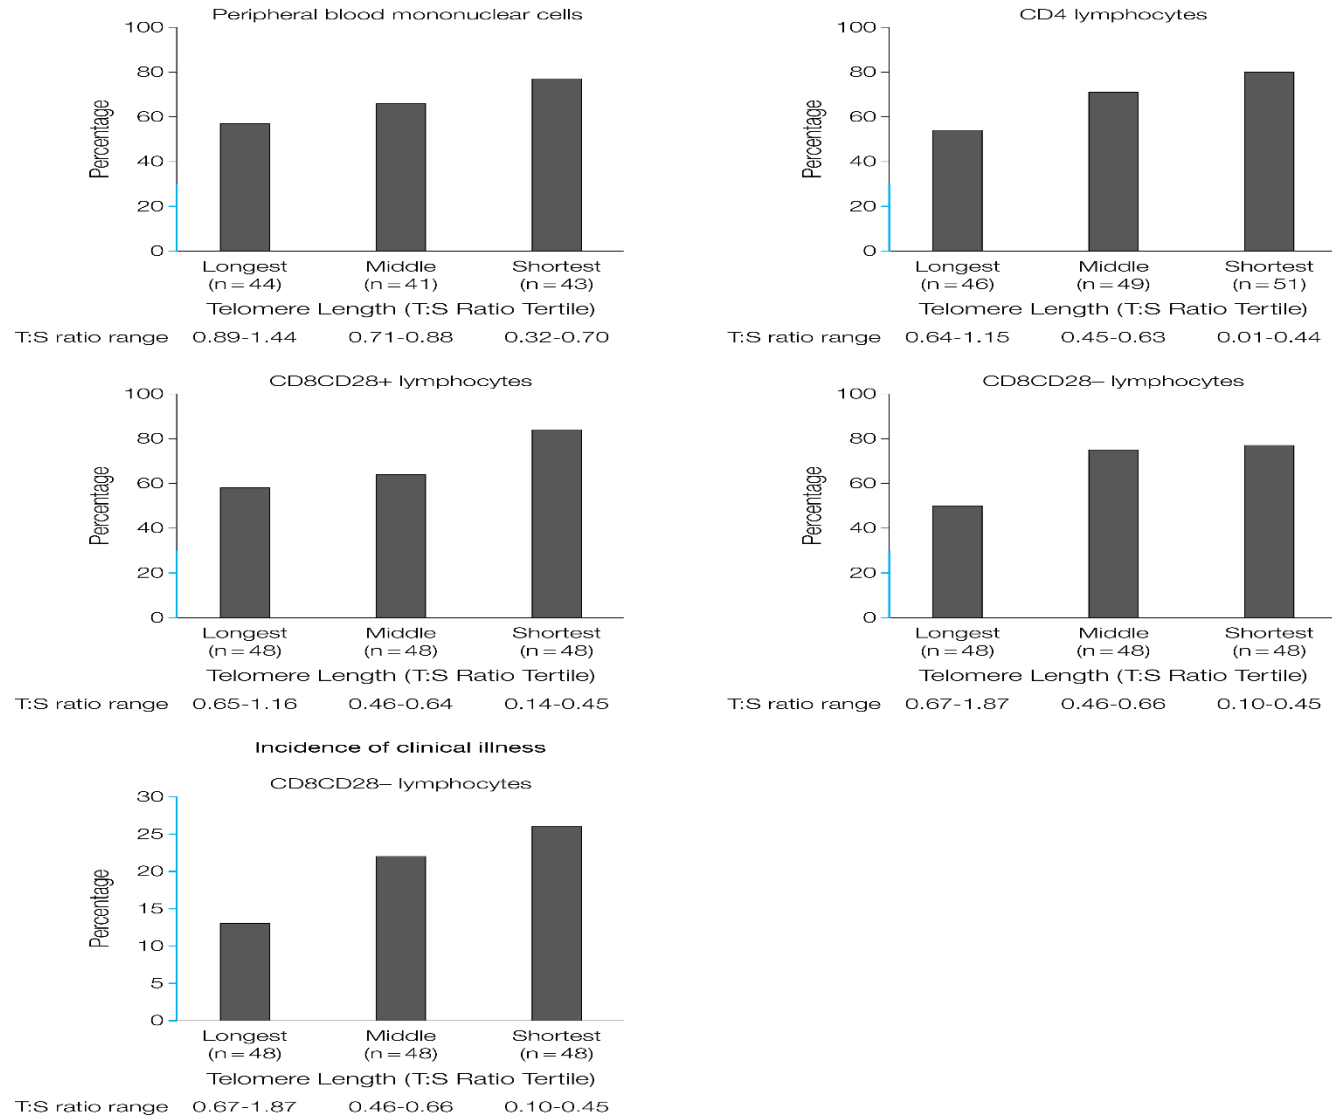 Peripheral blood mononuclear cells
100
80
60
40
20
0
Percentage
Longest Middle Shortest
(n = 44) (n = 41) (n = 43)
Telomere Length (T:S Ratio Tertile)
T:S ratio range 0.89-1.44 0.71-0.88 0.32-0.70
CD4 lymphocytes
100
80
60
40
20
0
Percentage
Longest Middle Shortest
(n = 46) (n = 49) (n = 51)
Telomere Length (T:S Ratio Tertile)
T:S ratio range 0.64-1.15 0.45-0.63 0.01-0.44
CD8CD28+ lymphocytes
100
80
60
40
20
0
Percentage
Longest Middle Shortest
(n = 48) (n = 48) (n = 48)
Telomere Length (T:S Ratio Tertile)
T:S ratio range 0.65-1.16 0.46-0.64 0.14-0.45
CD8CD28– lymphocytes
100
80
60
40
20
0
Percentage
Longest Middle Shortest
(n = 48) (n = 48) (n = 48)
Telomere Length (T:S Ratio Tertile)
T:S ratio range 0.67-1.87 0.46-0.66 0.10-0.45
Incidence of clinical illness
CD8CD28– lymphocytes
30
25
20
15
10
5
0
Percentage
Longest Middle Shortest
(n = 48) (n = 48) (n = 48)
Telomere Length (T:S Ratio Tertile)
T:S ratio range 0.67-1.87 0.46-0.66 0.10-0.45